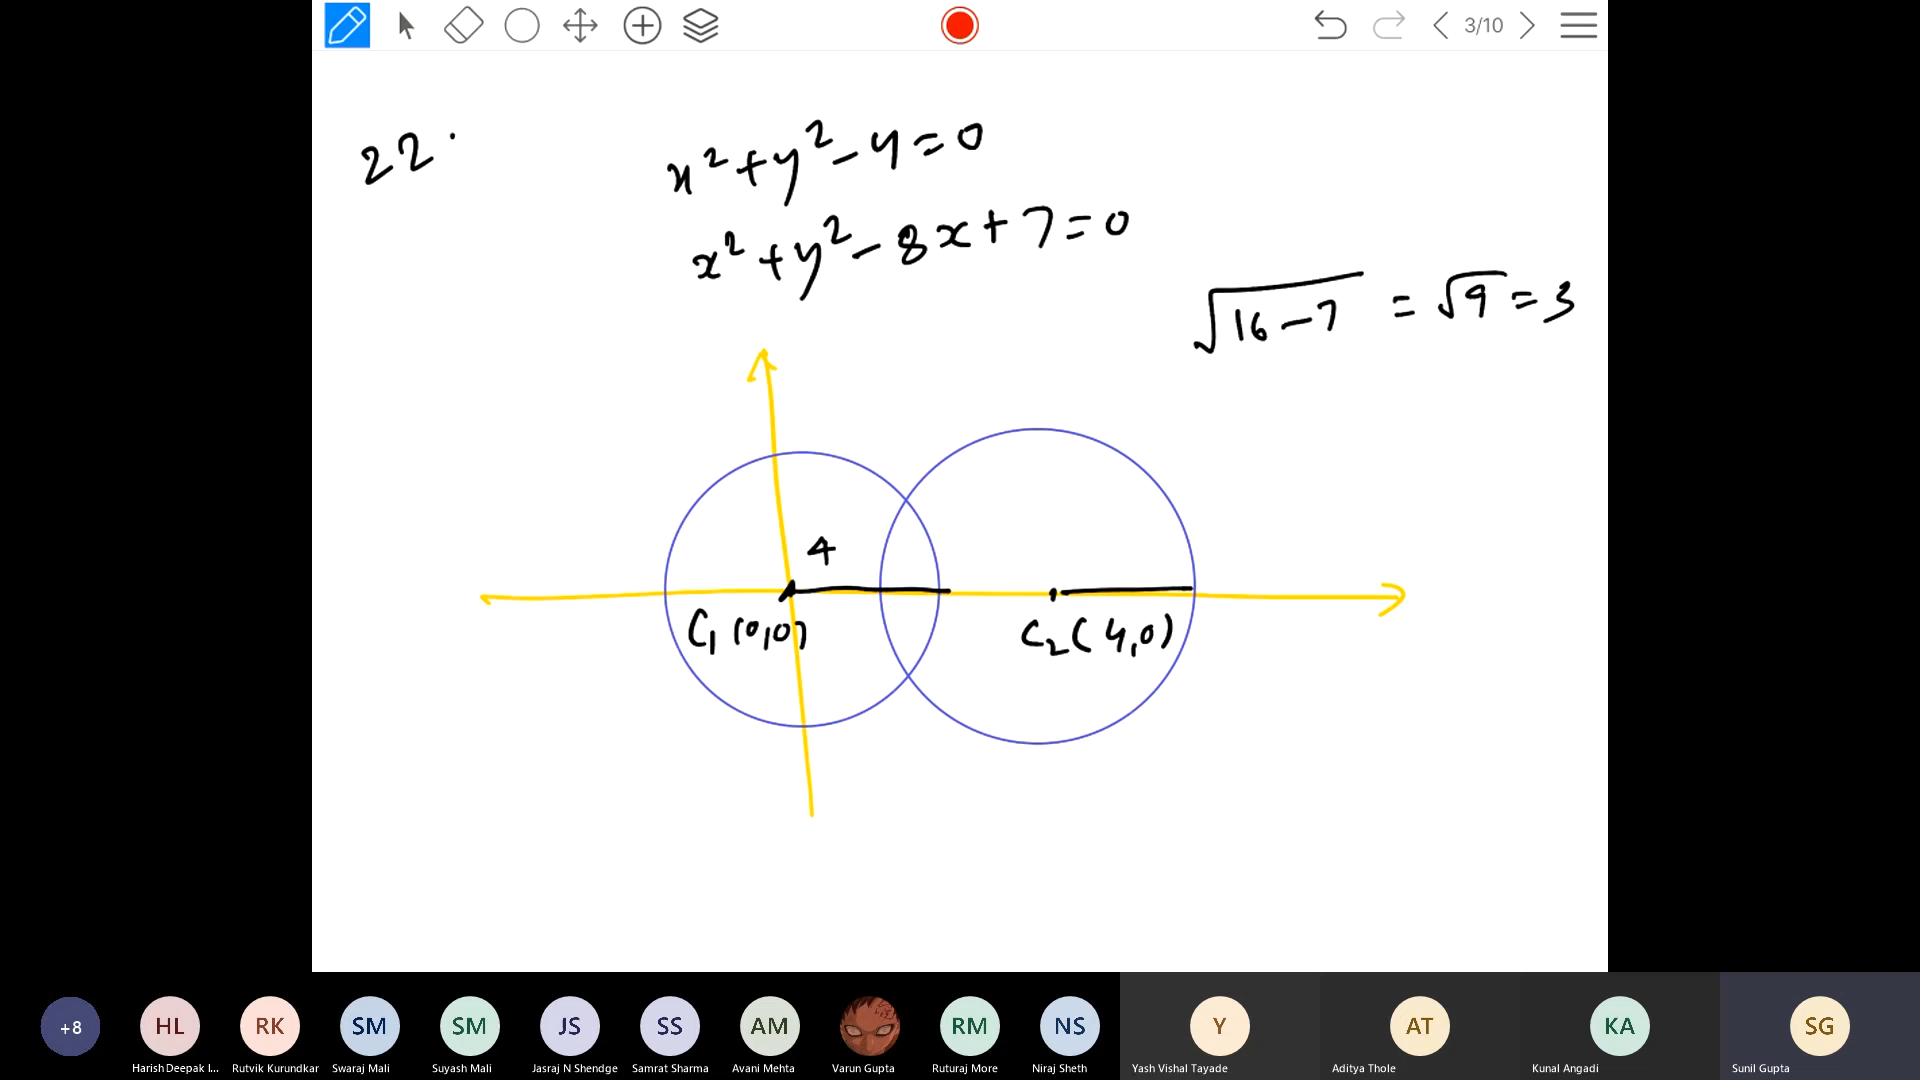 3/10
22.
x²+y²-4=0
x²+y²-8x+7=0
√16-7 = √9 = 3
4
C₁(0,0)
C₂(4,0)
+8
HL
RK
SM
SM
JS
SS
AM
RM
NS
Y
AT
KA
SG
Harish Deepak I...
Rutvik Kurundkar
Swaraj Mali
Suyash Mali
Jasraj N Shendge
Samrat Sharma
Avani Mehta
Varun Gupta
Ruturaj More
Niraj Sheth
Yash Vishal Tayade
Aditya Thole
Kunal Angadi
Sunil Gupta